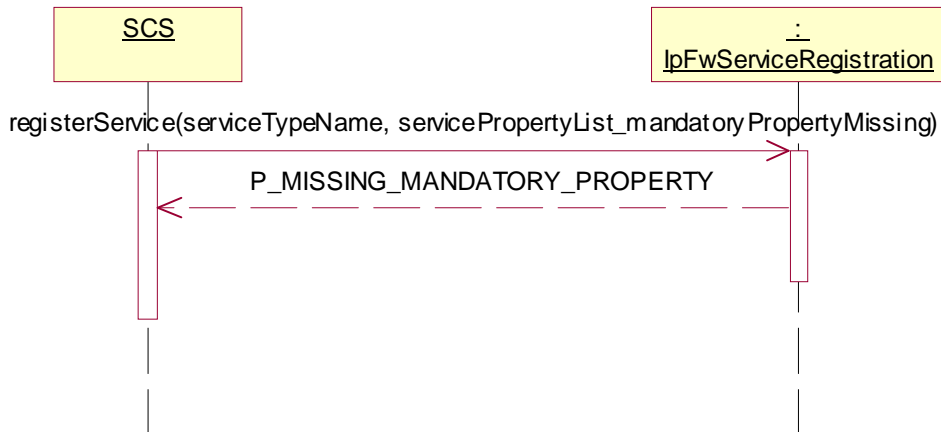 SCS
:
IpFwServiceRegistration
registerService(serviceTypeName, servicePropertyList_mandatoryPropertyMissing)
P_MISSING_MANDATORY_PROPERTY